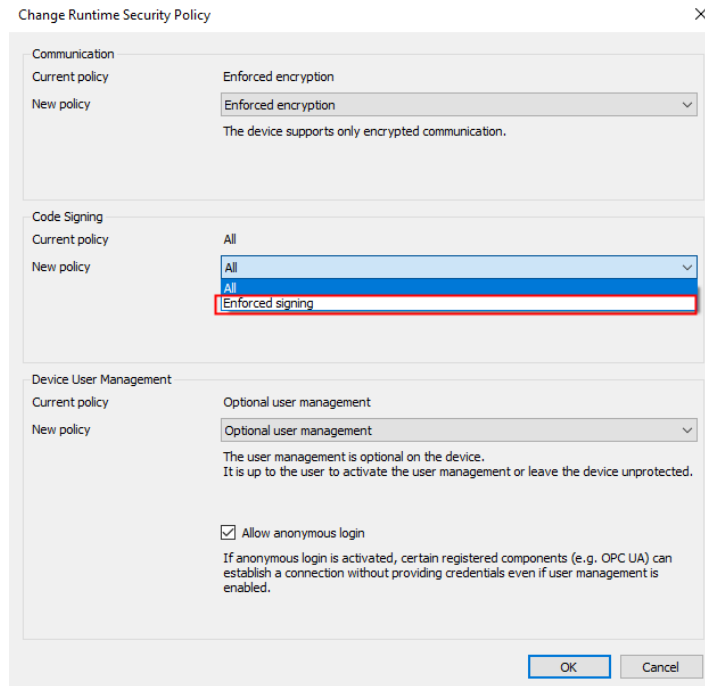 Change Runtime Security Policy
Communication
Current policy Enforced encryption
New policy Enforced encryption
The device supports only encrypted communication.
Code Signing
Current policy All
New policy All
All
Enforced signing
Device User Management
Current policy Optional user management
New policy Optional user management
The user management is optional on the device.
It is up to the user to activate the user management or leave the device unprotected.
Allow anonymous login
If anonymous login is activated, certain registered components (e.g. OPC UA) can
establish a connection without providing credentials even if user management is
enabled.
OK Cancel